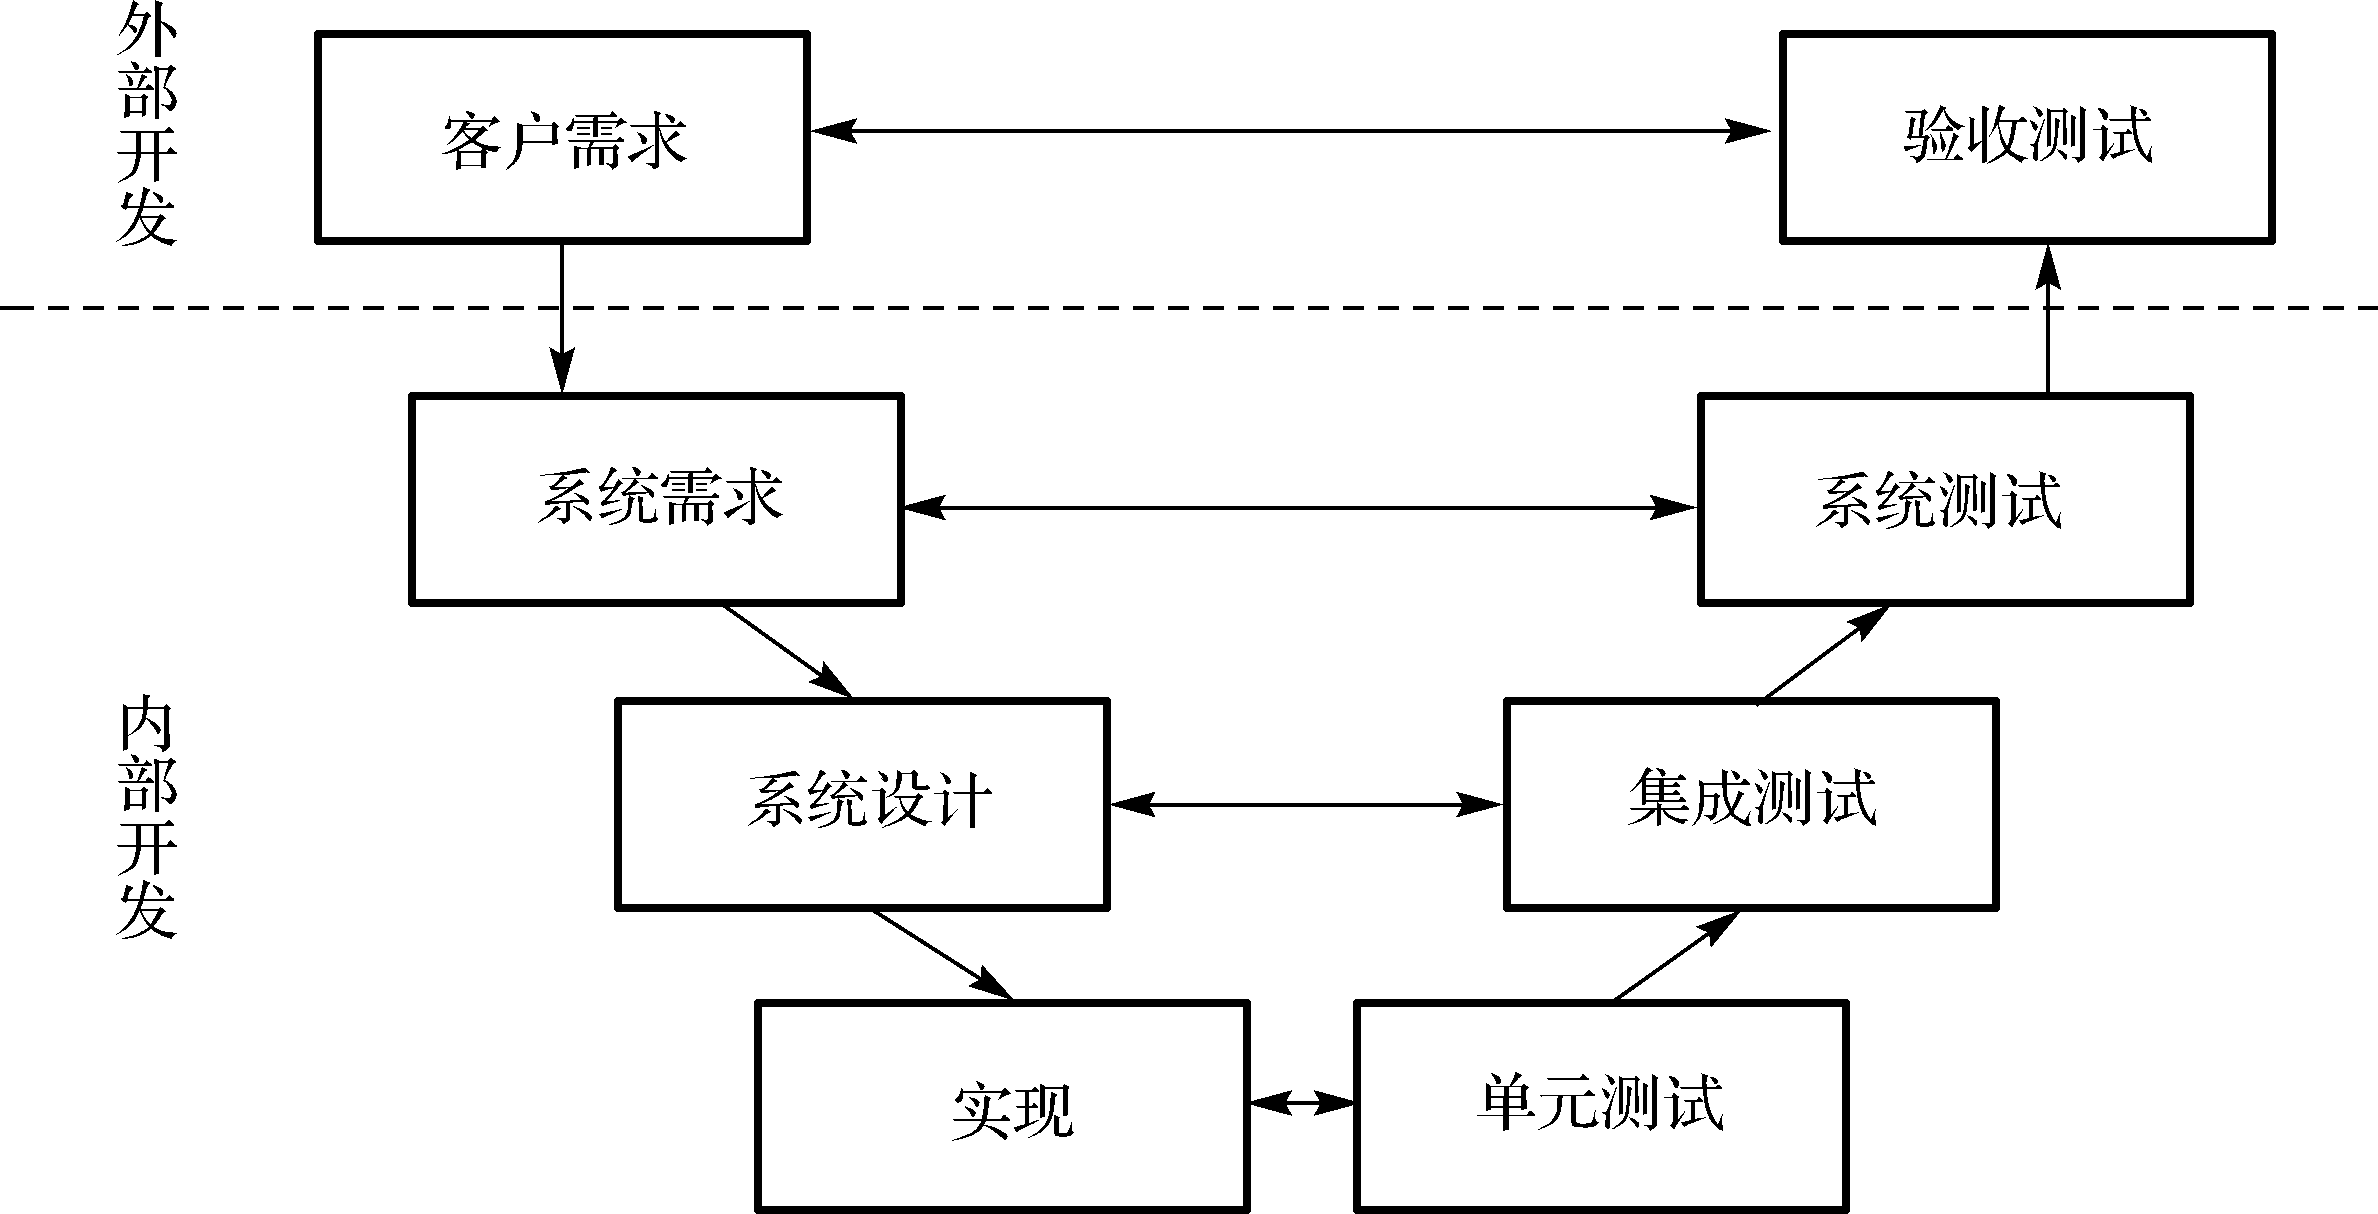 外部开发
客户需求
验收测试
系统需求
系统测试
内部开发
系统设计
集成测试
实现
单元测试